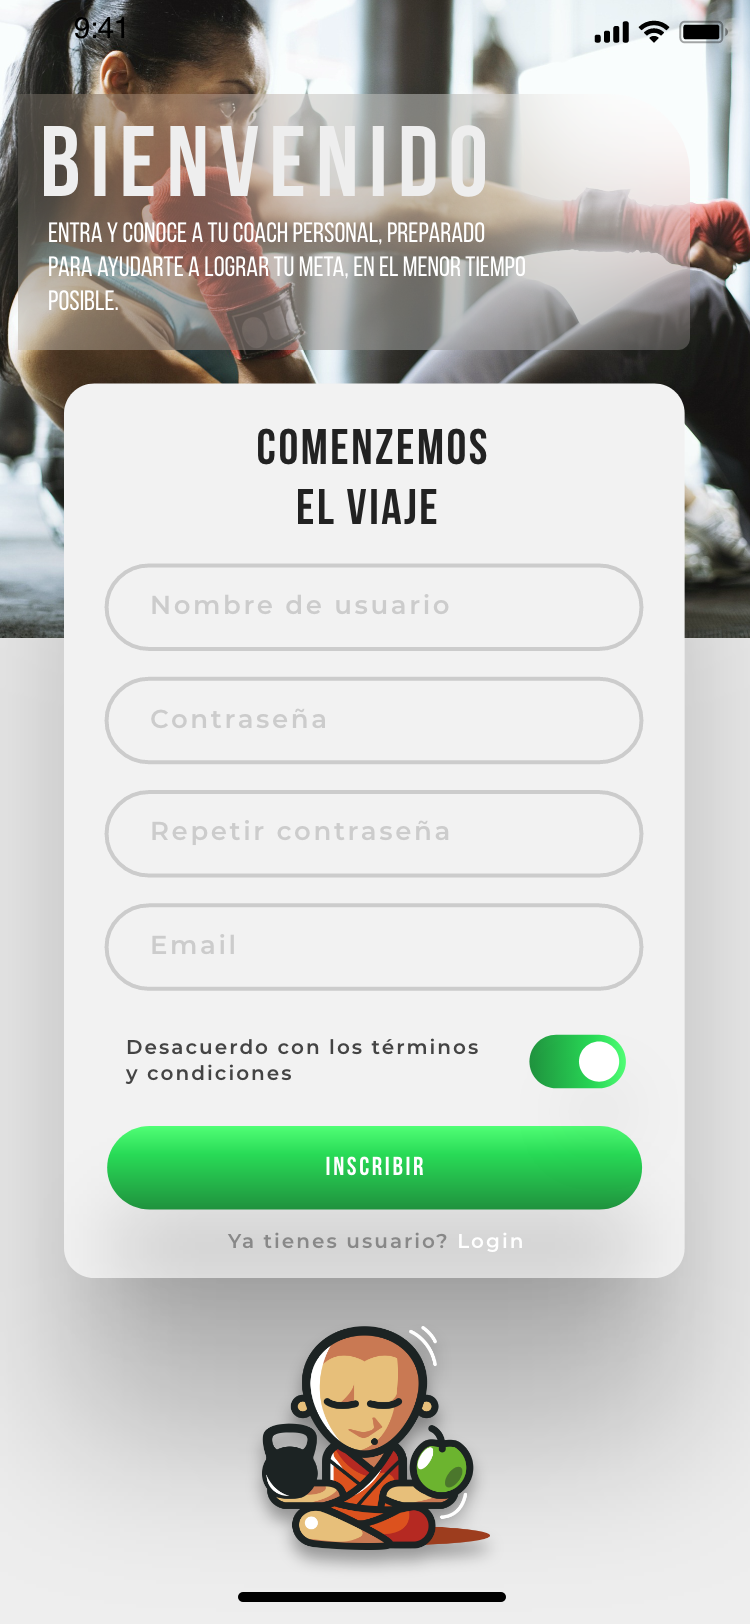 9:41
BIENVENIDO
ENTRA Y CONOCE A TU COACH PERSONAL, PREPARADO
PARA AYUDARTE A LOGRAR TU META, EN EL MENOR TIEMPO
POSIBLE.
COMENZEMOS
EL VIAJE
Nombre de usuario
Contraseña
Repetir contraseña
Email
Desacuerdo con los términos
y condiciones
INSCRIBIR
Ya tienes usuario? Login